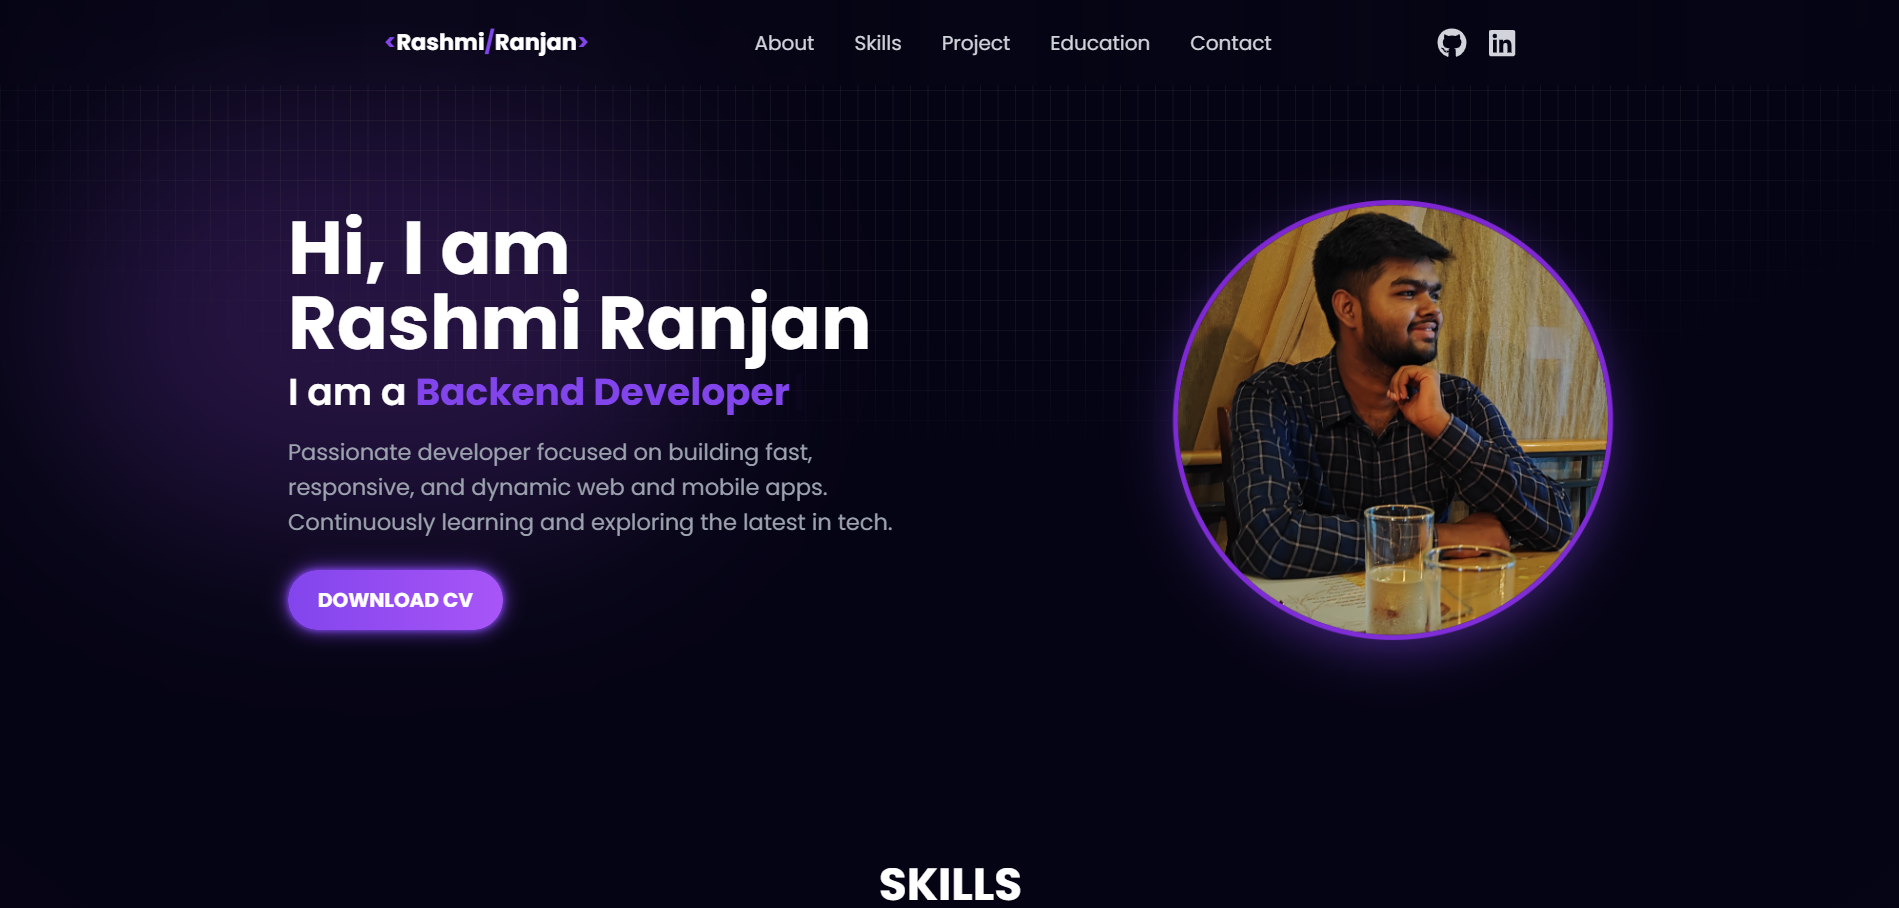 <Rashmi/Ranjan>
About Skills Project Education Contact
Hi, I am
Rashmi Ranjan
I am a Backend Developer
Passionate developer focused on building fast,
responsive, and dynamic web and mobile apps.
Continuously learning and exploring the latest in tech.
DOWNLOAD CV
SKILLS